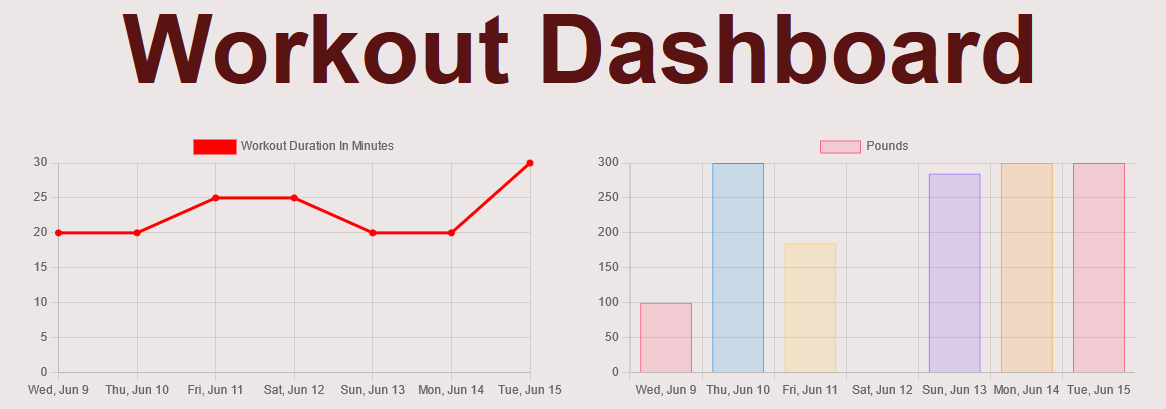 Workout Dashboard
Workout Duration In Minutes
30
25
20
15
10
5
0
Wed, Jun 9 Thu, Jun 10 Fri, Jun 11 Sat, Jun 12 Sun, Jun 13 Mon, Jun 14 Tue, Jun 15
Pounds
300
250
200
150
100
50
0
Wed, Jun 9 Thu, Jun 10 Fri, Jun 11 Sat, Jun 12 Sun, Jun 13 Mon, Jun 14 Tue, Jun 15